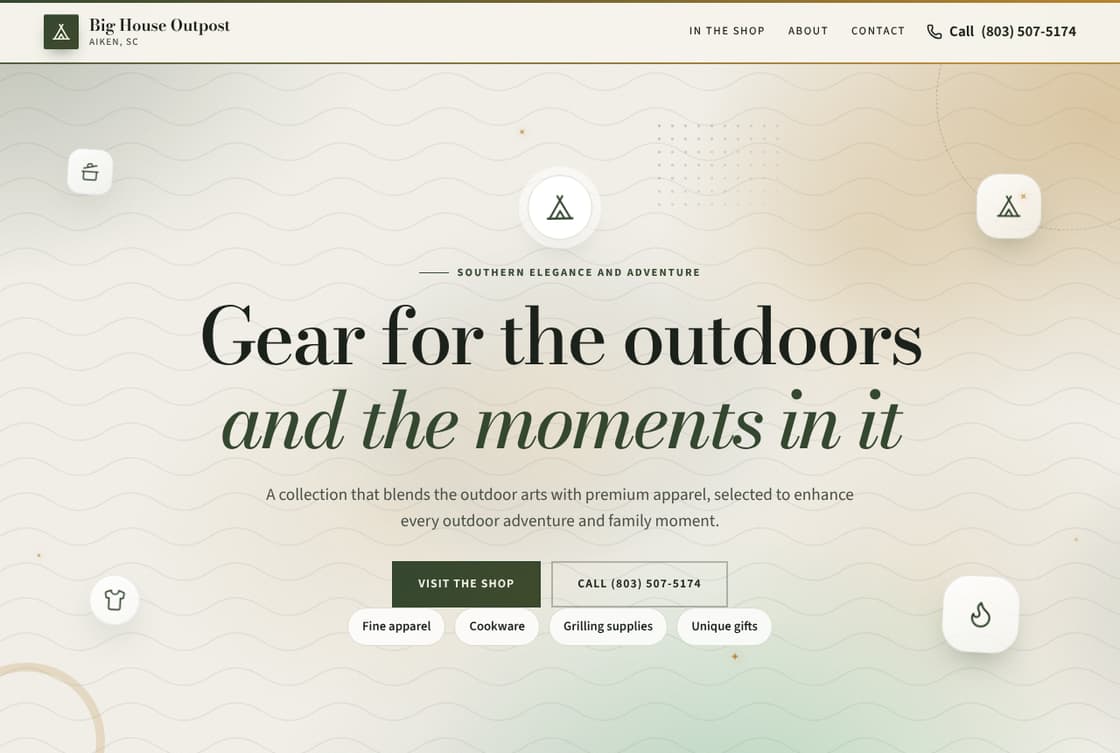 Big House Outpost
AIKEN, SC
IN THE SHOP
ABOUT
CONTACT
Call (803) 507-5174
SOUTHERN ELEGANCE AND ADVENTURE
Gear for the outdoors
and the moments in it
A collection that blends the outdoor arts with premium apparel, selected to enhance
every outdoor adventure and family moment.
VISIT THE SHOP
CALL (803) 507-5174
Fine apparel
Cookware
Grilling supplies
Unique gifts